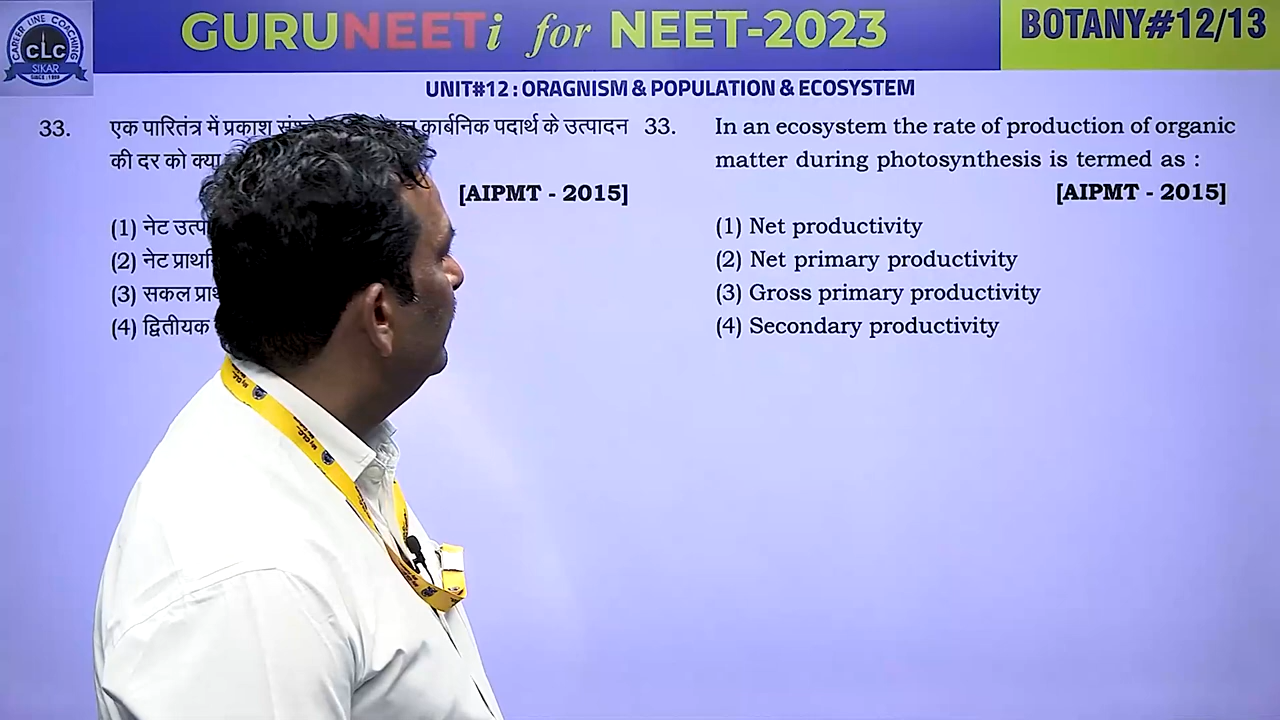 GURUNEETi for NEET-2023
BOTANY#12/13
CAREER LINE COACHING
CLC
SIKAR
UNIT#12 : ORAGNISM & POPULATION & ECOSYSTEM
33. एक पारितंत्र में प्रकाश कार्बनिक पदार्थ के उत्पादन
की दर को क्या
[AIPMT - 2015]
(1) नेट
(2) नेट
(3) सकल
(4) द्वितीयक
33. In an ecosystem the rate of production of organic
matter during photosynthesis is termed as :
[AIPMT - 2015]
(1) Net productivity
(2) Net primary productivity
(3) Gross primary productivity
(4) Secondary productivity